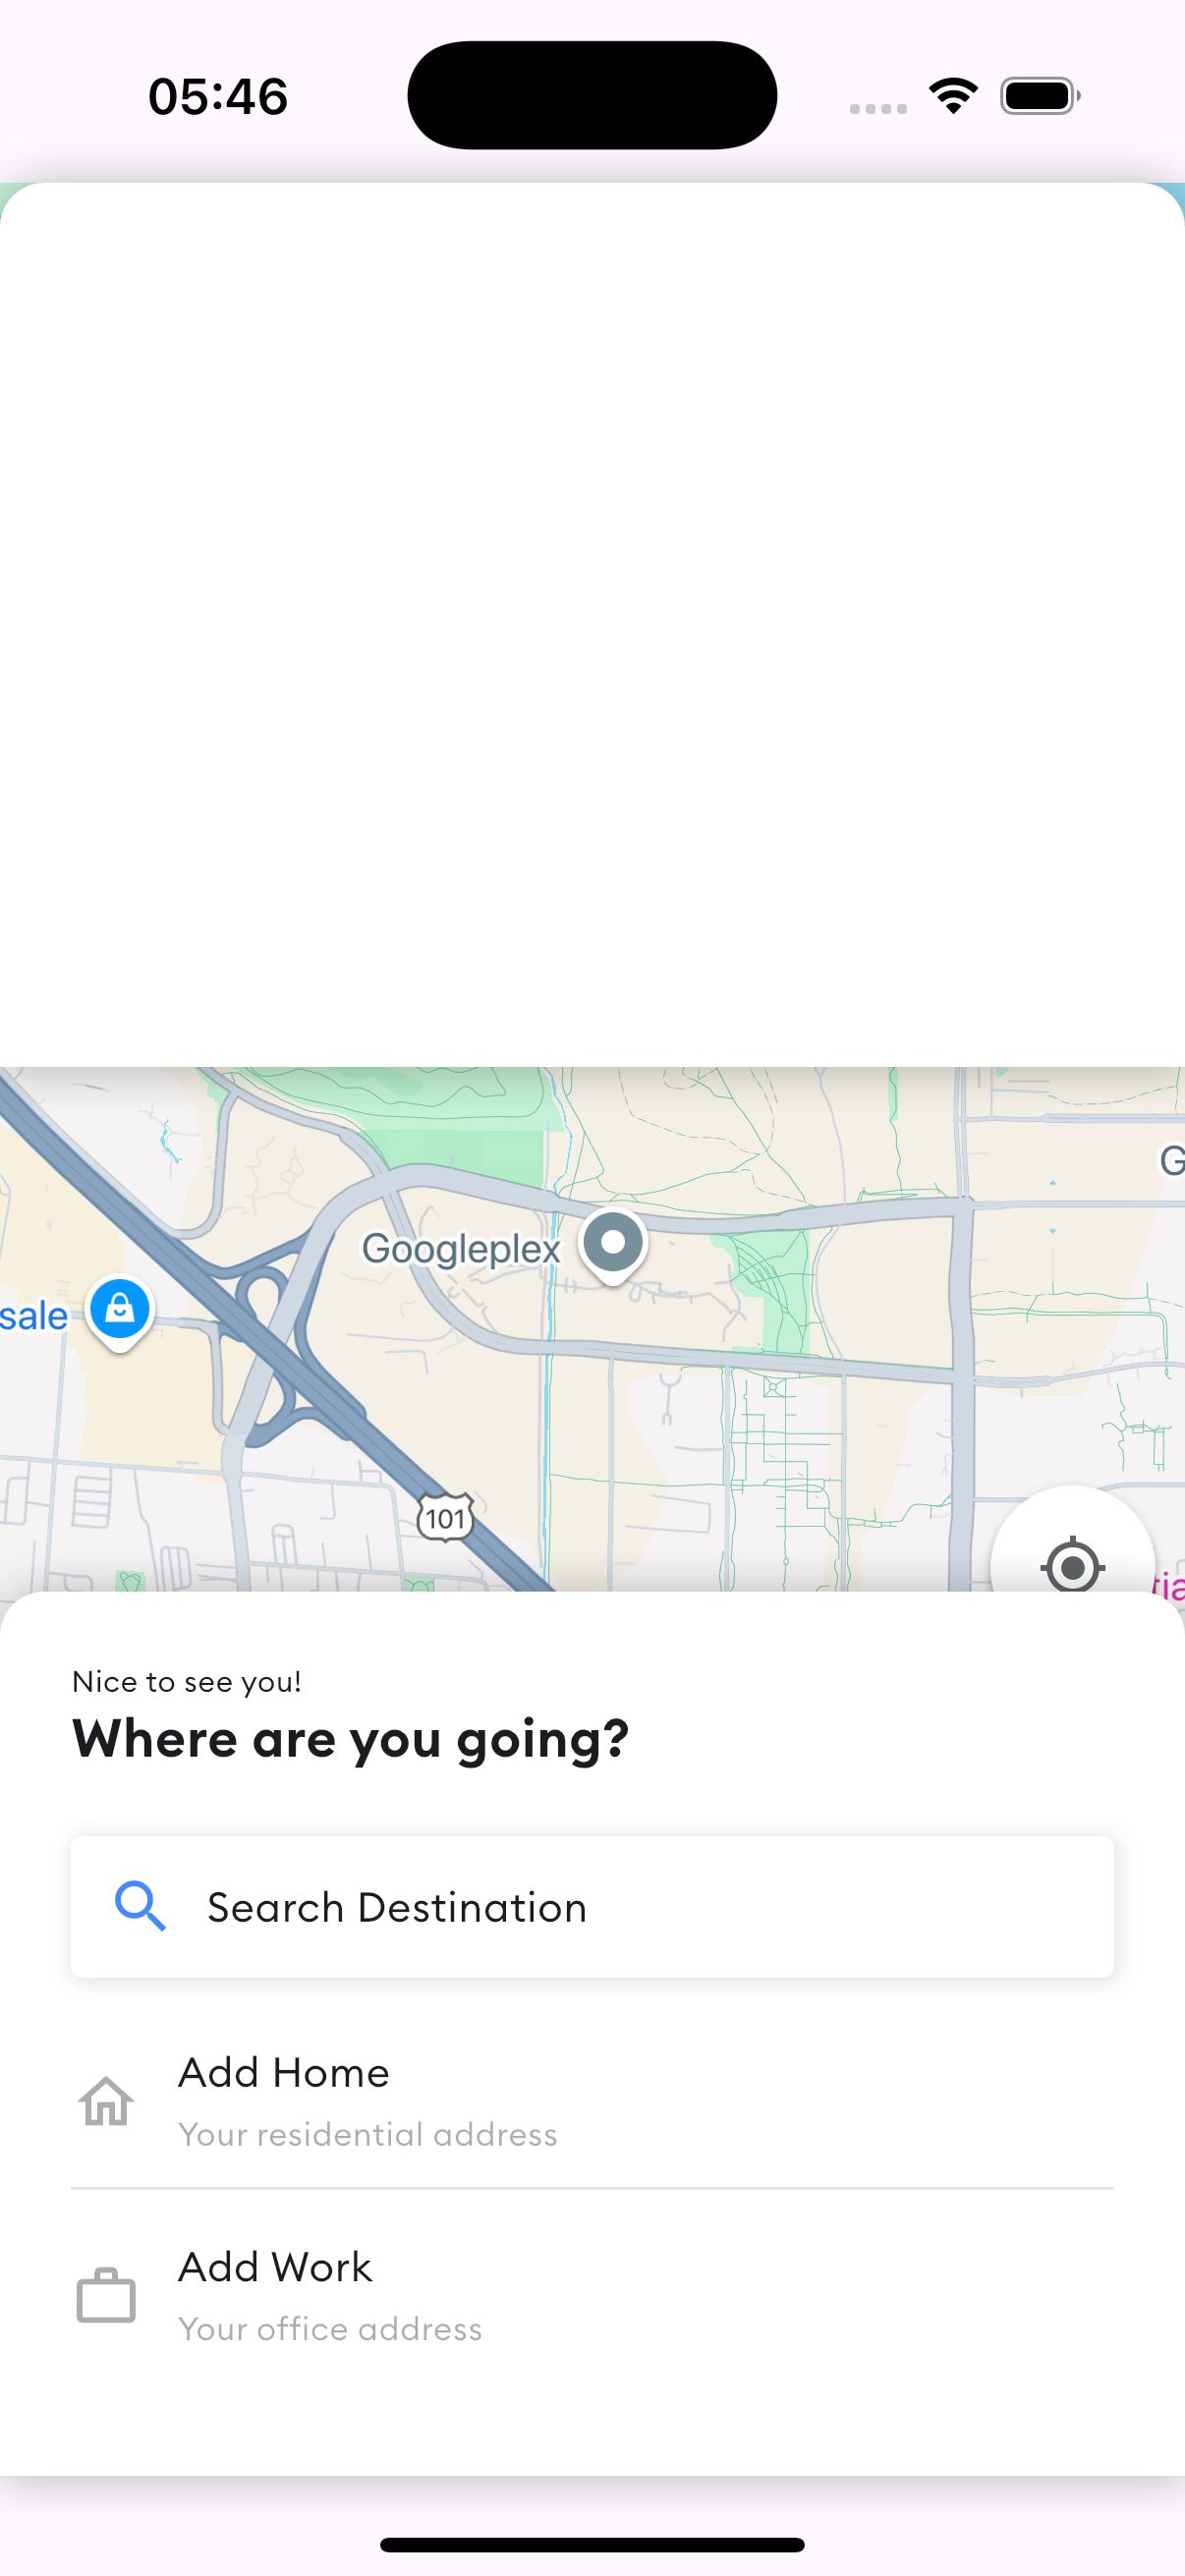 05:46
G
Googleplex
sale
101
tia
Nice to see you!
Where are you going?
Search Destination
Add Home
Your residential address
Add Work
Your office address